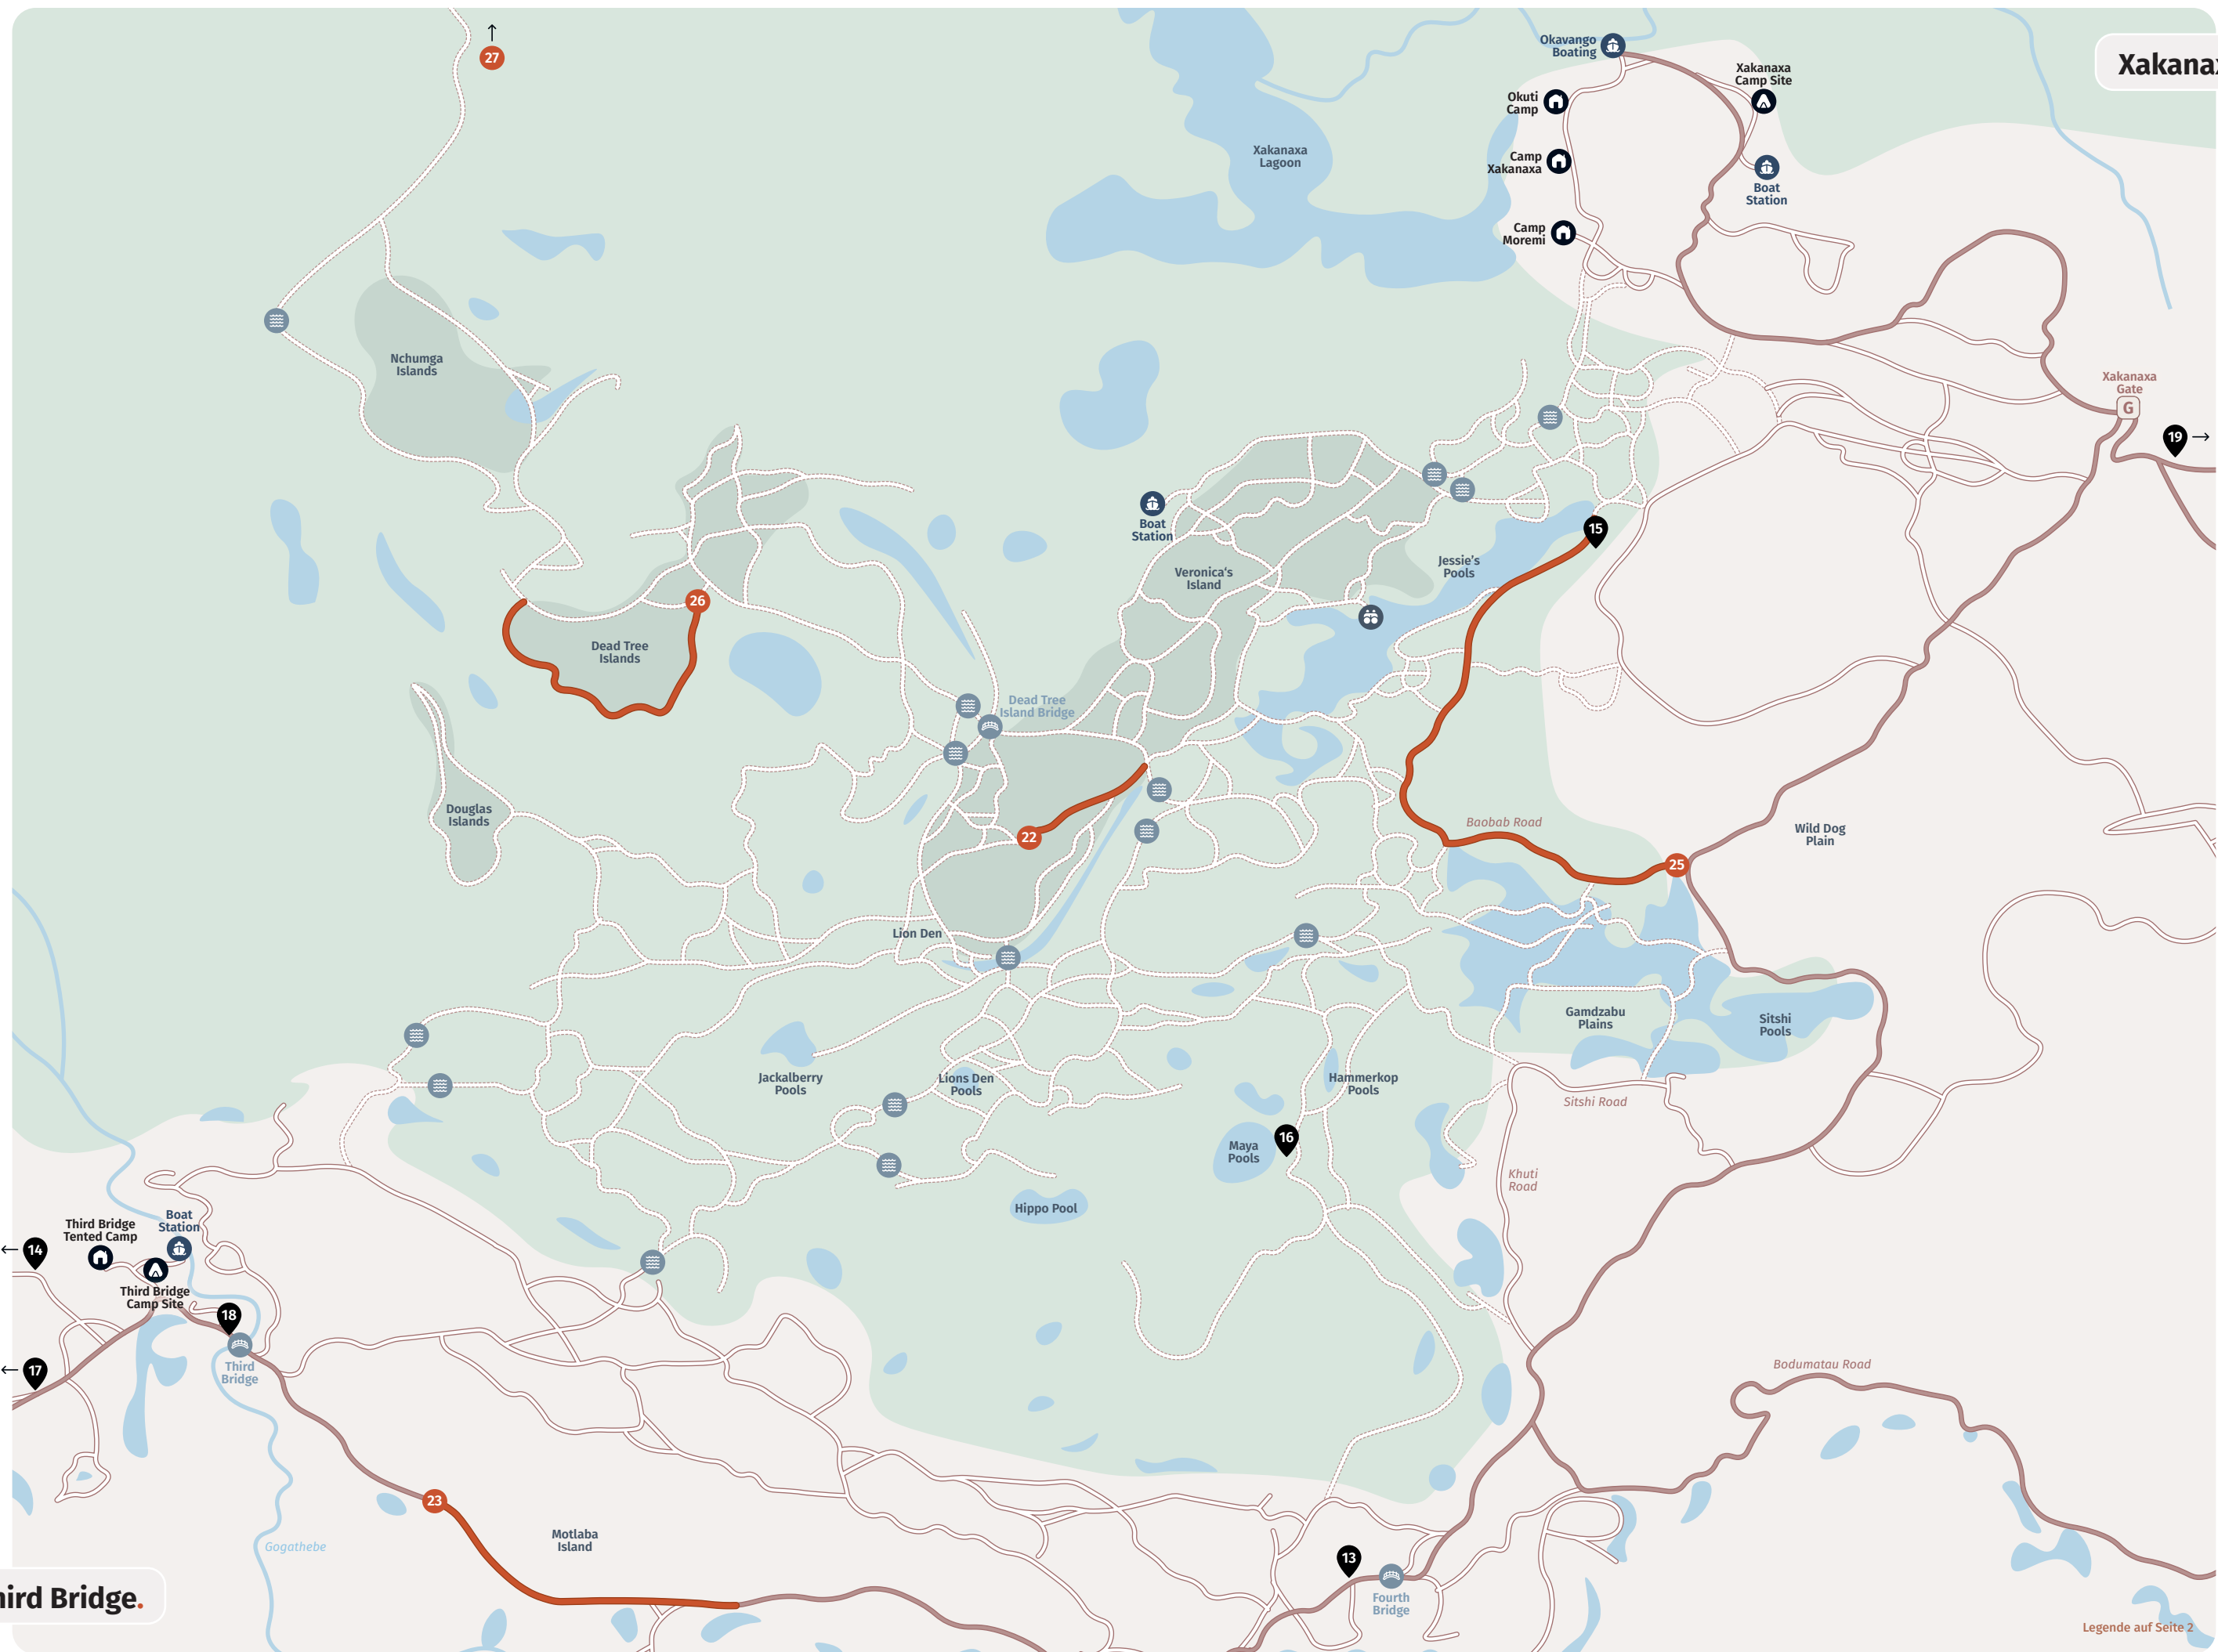 27
Okavango
Boating
Xakanaxa
Camp Site
Xakanax
Okuti
Camp
Xakanaxa
Lagoon
Camp
Xakanaxa
Boat
Station
Camp
Moremi
Nchumga
Islands
Xakanaxa
Gate
G
19
Boat
Station
15
Jessie's
Pools
Veronica‘s
Island
26
Dead Tree
Islands
Dead Tree
Island Bridge
Douglas
Islands
22
Baobab Road
Wild Dog
Plain
25
Lion Den
Gamdzabu
Plains
Sitshi
Pools
Jackalberry
Pools
Lions Den
Pools
Hammerkop
Pools
Sitshi Road
16
Maya
Pools
Khuti
Road
Hippo Pool
Boat
Station
Third Bridge
Tented Camp
14
Third Bridge
Camp Site
18
Third
Bridge
17
Bodumatau Road
23
Motlaba
Island
Gogathebe
13
Fourth
Bridge
hird Bridge.
Legende auf Seite 2